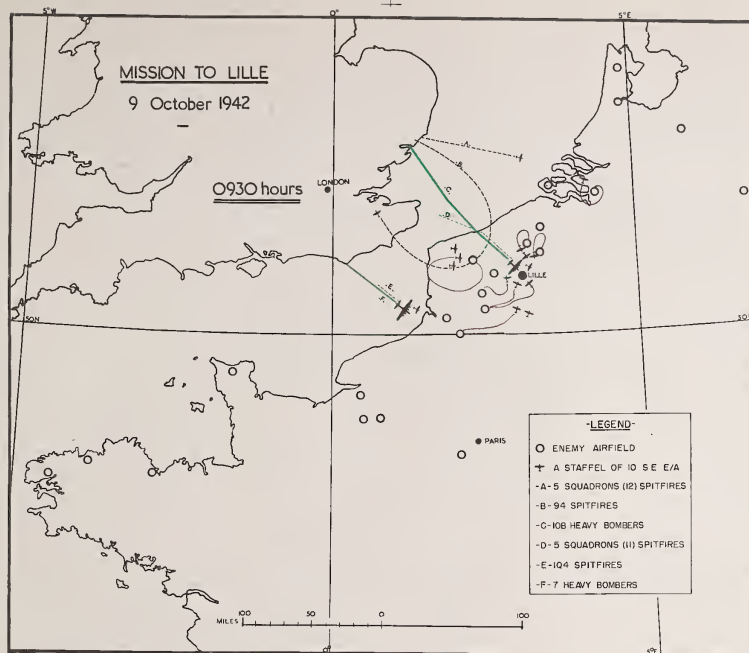 5°W
0°
5°E
MISSION TO LILLE
9 October 1942
0930 hours
LONDON
-A-
-B-
-C-
-D-
-E-
-F-
LILLE
50N
PARIS
-LEGEND-
ENEMY AIRFIELD
A STAFFEL OF 10 S E E/A
-A-5 SQUADRONS (12) SPITFIRES
-B-94 SPITFIRES
-C-108 HEAVY BOMBERS
-D-5 SQUADRONS (11) SPITFIRES
-E-104 SPITFIRES
-F-7 HEAVY BOMBERS
100 50 0 100
MILES
0°